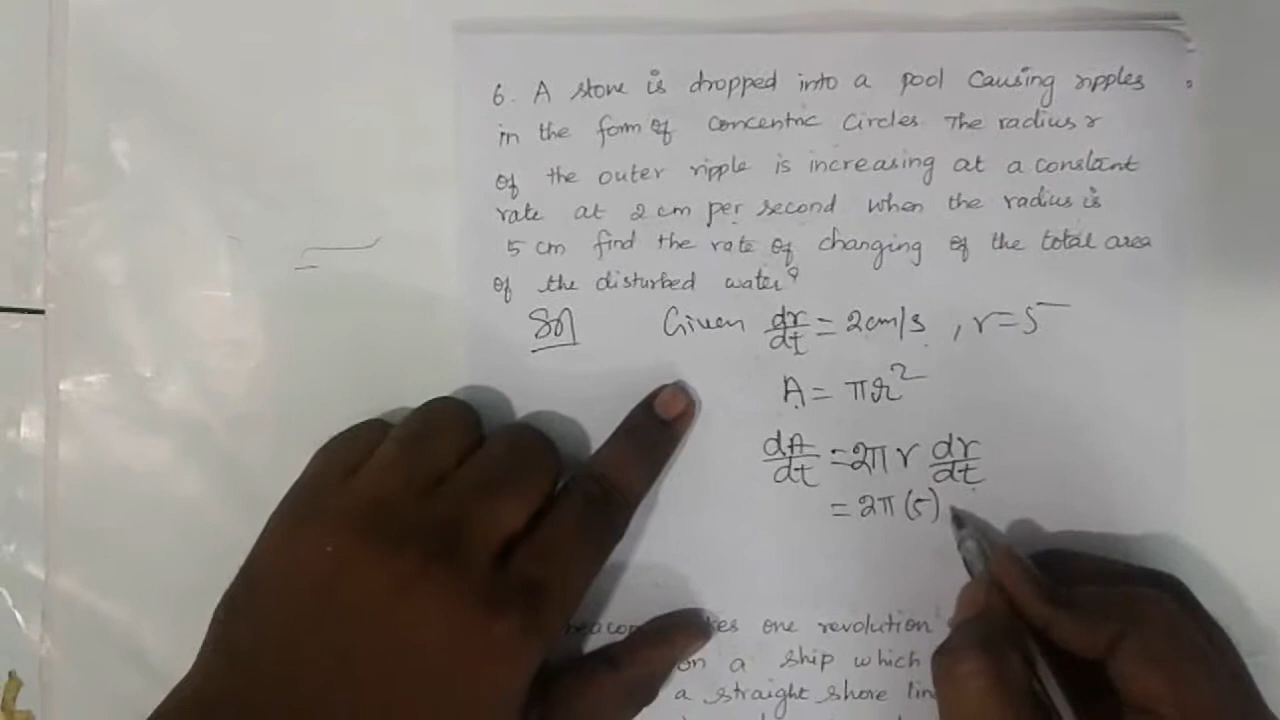 6. A stone is dropped into a pool Causing ripples
in the form of concentric Circles The radius r
of the outer ripple is increasing at a constant
rate at 2 cm per second when the radius is
5 cm find the rate of changing of the total area
of the disturbed water?
Sol Given dr/dt = 2cm/s, r=5
A = πr²
dA/dt = 2πr dr/dt
= 2π(5)
one revolution
on a ship which
a straight shore